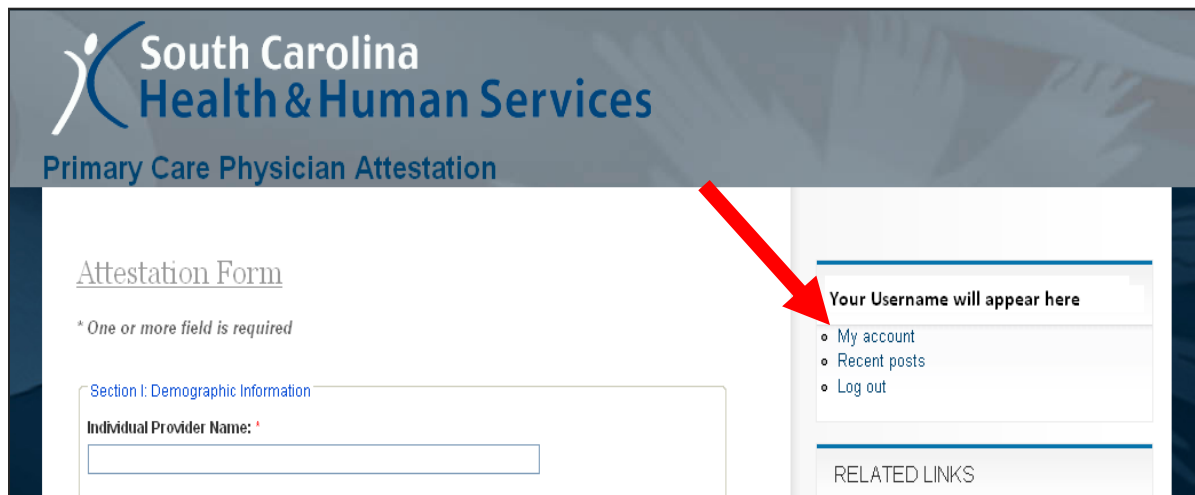 South Carolina
Health & Human Services
Primary Care Physician Attestation
Attestation Form
* One or more field is required
Section I: Demographic Information
Individual Provider Name: *
Your Username will appear here
My account
Recent posts
Log out
RELATED LINKS